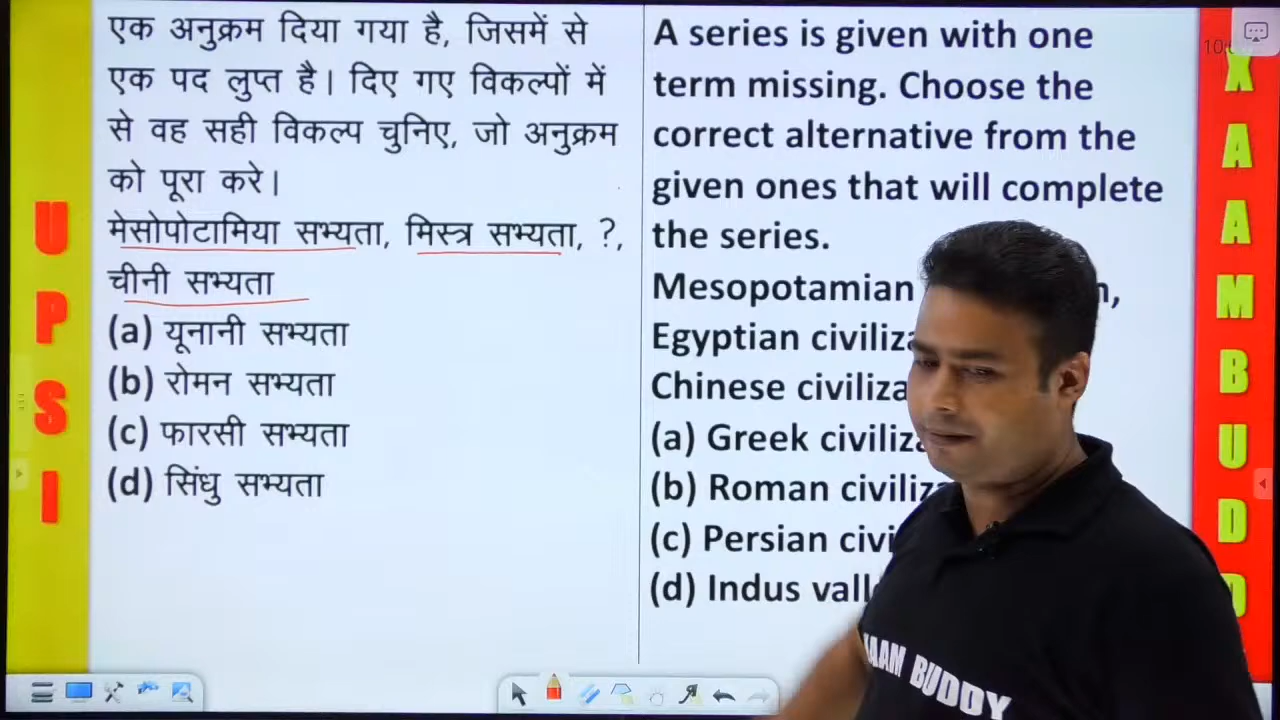 एक अनुक्रम दिया गया है, जिसमें से
एक पद लुप्त है। दिए गए विकल्पों में
से वह सही विकल्प चुनिए, जो अनुक्रम
को पूरा करे।
मेसोपोटामिया सभ्यता, मिस्त्र सभ्यता, ?,
चीनी सभ्यता
(a) यूनानी सभ्यता
(b) रोमन सभ्यता
(c) फारसी सभ्यता
(d) सिंधु सभ्यता
A series is given with one
term missing. Choose the
correct alternative from the
given ones that will complete
the series.
Mesopotamian
Egyptian
Chinese
(a) Greek
(b) Roman
(c) Persian
(d) Indus
UPSI
XAAMBUDD
BUDDY